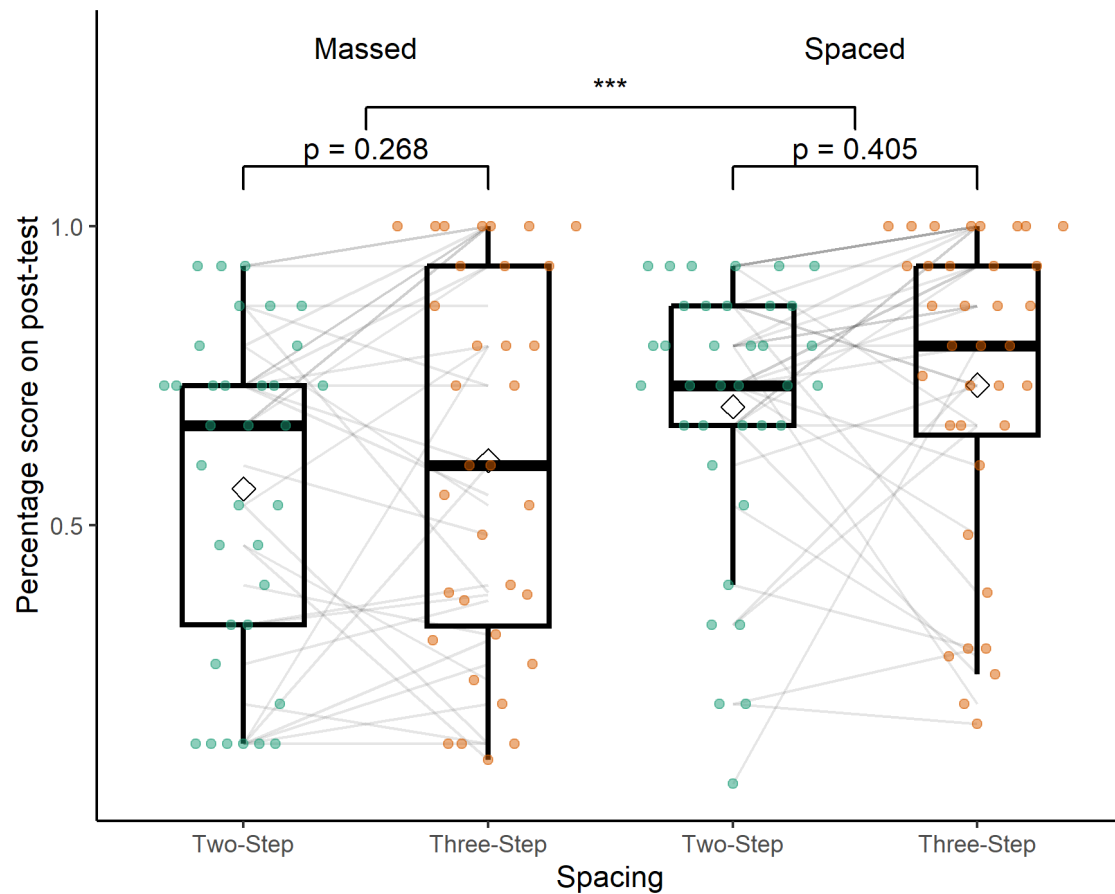 Massed
Spaced
***
p = 0.268
p = 0.405
Percentage score on post-test
1.0
0.5
Two-Step
Three-Step
Two-Step
Three-Step
Spacing